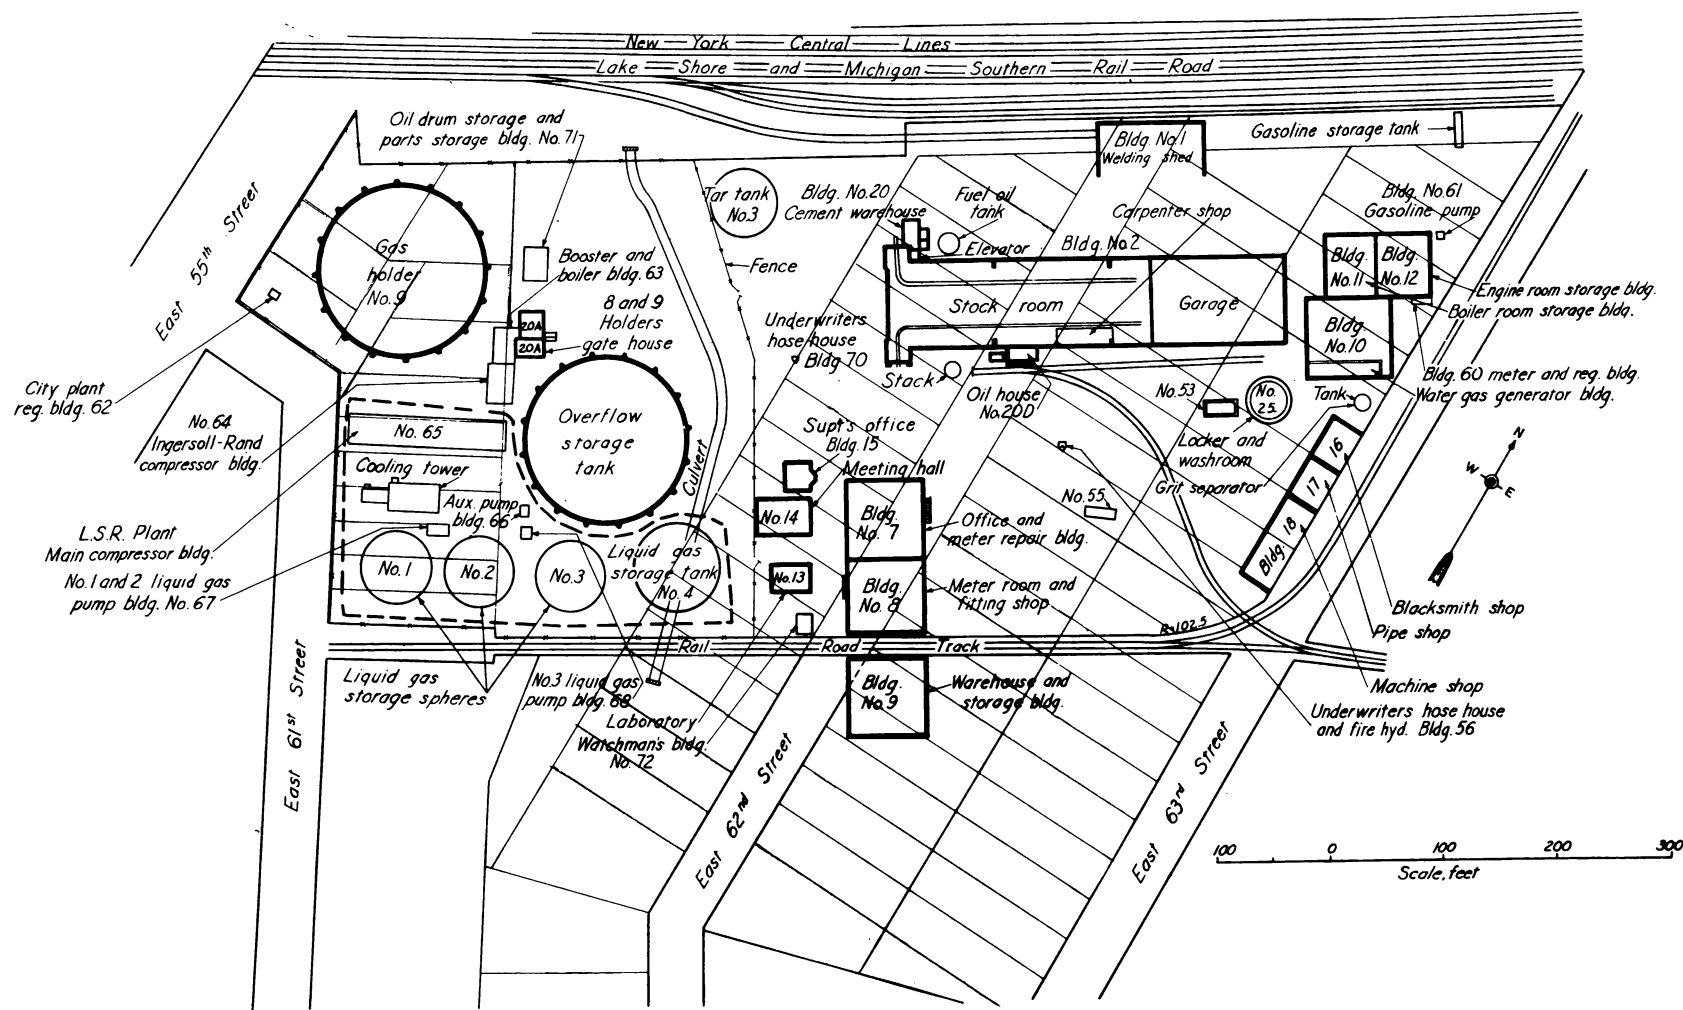 New York Central Lines
Lake Shore and Michigan Southern Rail Road
Oil drum storage and
parts storage bldg. No. 71
Bldg. No. 1
Welding shed
Gasoline storage tank
East 55th Street
Tar tank
No. 3
Bldg. No. 20
Cement warehouse
Fuel oil
tank
Carpenter shop
Bldg. No. 61
Gasoline pump
Gas
holder
No. 9
Booster and
boiler bldg. 63
Fence
Elevator
Bldg. No. 2
Bldg.
No. 11
Bldg.
No. 12
Engine room storage bldg.
Boiler room storage bldg.
8 and 9
Holders
gate house
20A
20A
Stock room
Garage
Underwriters
hose house
Bldg 70
Bldg.
No. 10
City plant
reg. bldg. 62
Stack
Oil house
No. 20D
No. 53
No.
25
Tank
Bldg. 60 meter and reg. bldg.
Water gas generator bldg.
No. 64
Ingersoll-Rand
compressor bldg.
No. 65
Overflow
storage
tank
Supt's office
Bldg. 15
Locker and
washroom
16
N
W
E
Cooling tower
Culvert
Meeting hall
Grit separator
17
Aux. pump
bldg. 66
No. 14
Bldg.
No. 7
Office and
meter repair bldg.
No. 55
Bldg. 18
L.S.R. Plant
Main compressor bldg.
No. 1 and 2 liquid gas
pump bldg. No. 67
No. 1
No. 2
No. 3
Liquid gas
storage tank
No. 4
No. 13
Bldg.
No. 8
Meter room and
fitting shop
Blacksmith shop
Pipe shop
R=102.5
Rail Road Track
East 61st Street
Liquid gas
storage spheres
No. 3 liquid gas
pump bldg. 68
Bldg.
No. 9
Warehouse and
storage bldg.
Machine shop
Laboratory
Watchman's bldg.
No. 72
Underwriters hose house
and fire hyd. Bldg. 56
East 62nd Street
East 63rd Street
100 0 100 200 300
Scale, feet